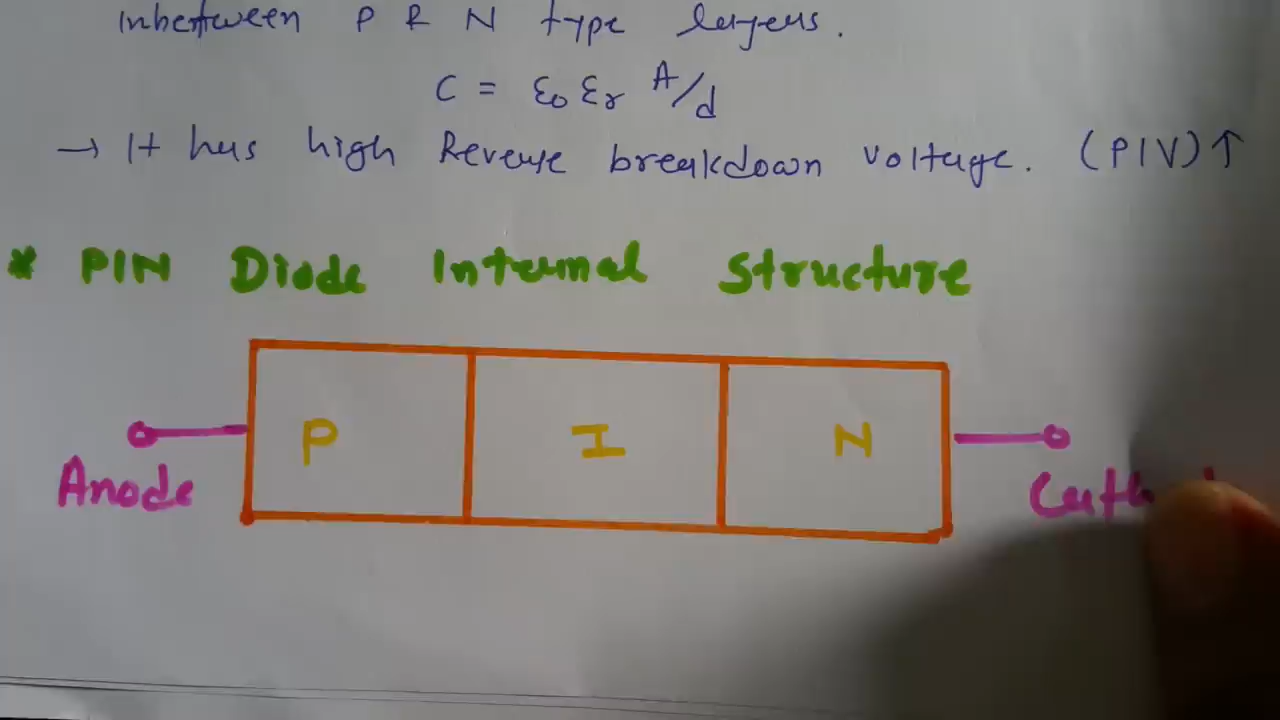 Inbetween P & N type layers.
C = ε₀ εr A/d
→ It has high Reverse breakdown voltage. (PIV)↑
* PIN Diode Internal Structure
P I N
Anode